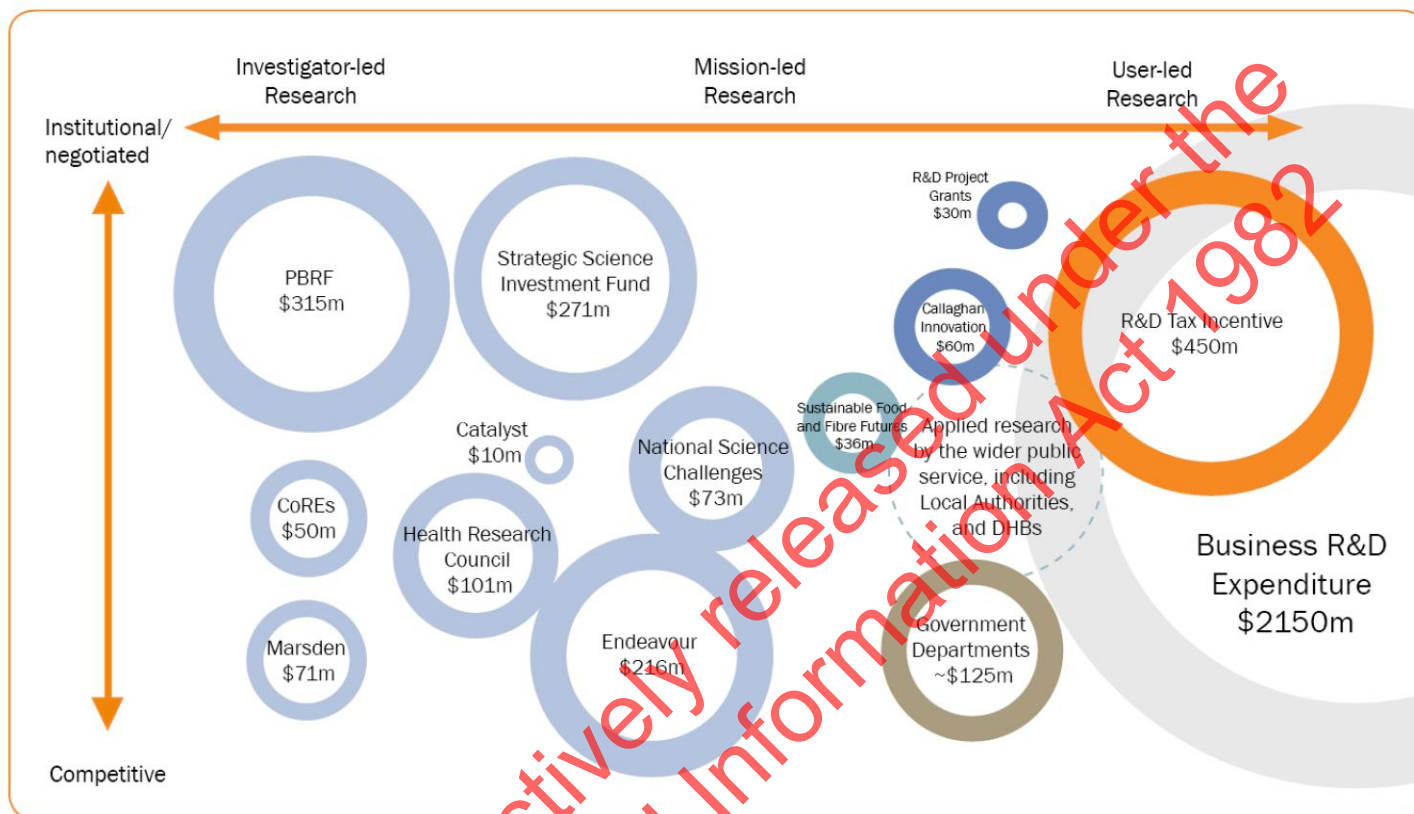 Investigator-led
Research
Mission-led
Research
User-led
Research
Institutional/
negotiated
Competitive
PBRF
$315m
Strategic Science
Investment Fund
$271m
R&D Project
Grants
$30m
Callaghan
Innovation
$60m
R&D Tax Incentive
$450m
Sustainable Food
and Fibre Futures
$36m
Applied research
by the wider public
service, including
Local Authorities,
and DHBs
Catalyst
$10m
National Science
Challenges
$73m
CoREs
$50m
Health Research
Council
$101m
Marsden
$71m
Endeavour
$216m
Government
Departments
~$125m
Business R&D
Expenditure
$2150m
released under the
Information Act 1982